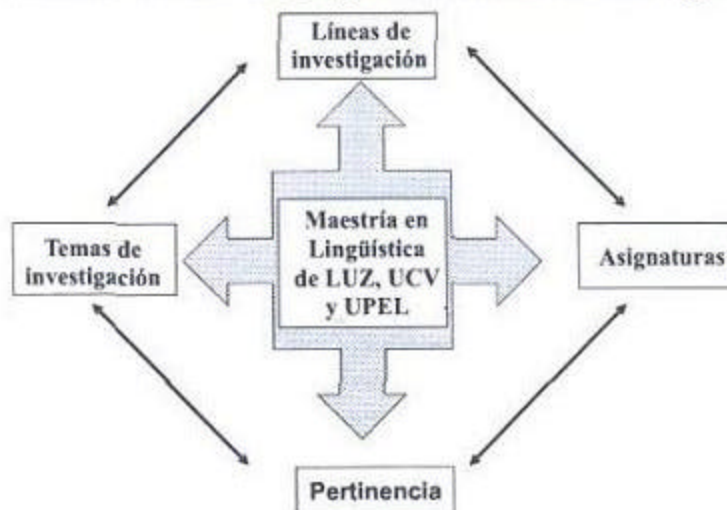 Líneas de
investigación
Temas de
investigación
Maestría en
Lingüística
de LUZ, UCV
y UPEL
Asignaturas
Pertinencia